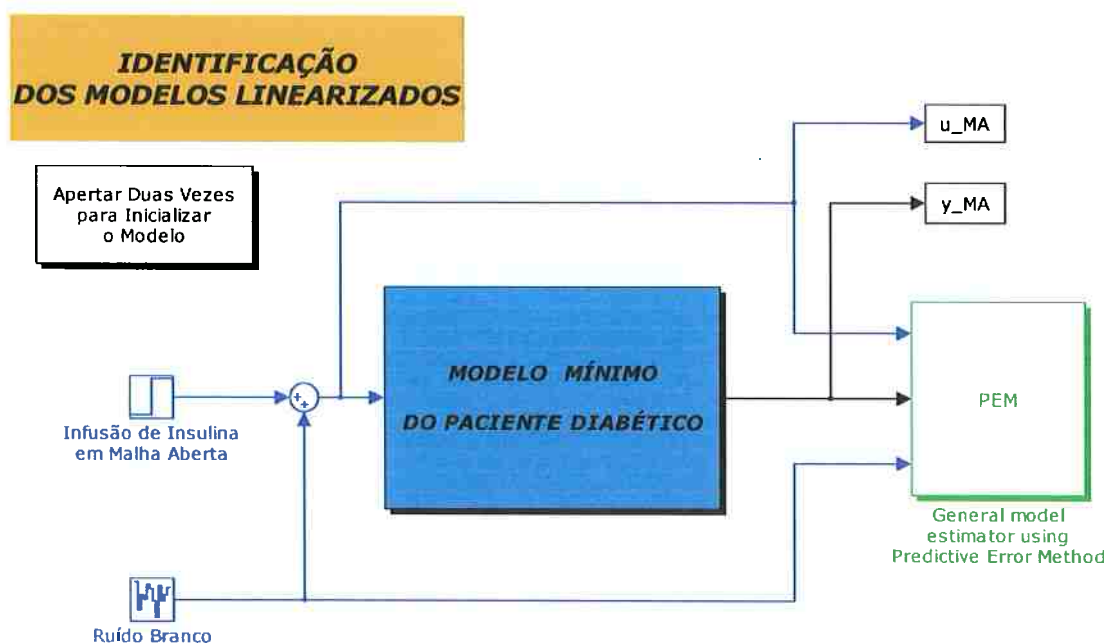 IDENTIFICAÇÃO
DOS MODELOS LINEARIZADOS
Apertar Duas Vezes
para Inicializar
o Modelo
u_MA
y_MA
MODELO MÍNIMO
DO PACIENTE DIABÉTICO
PEM
Infusão de Insulina
em Malha Aberta
General model
estimator using
Predictive Error Method
Ruído Branco